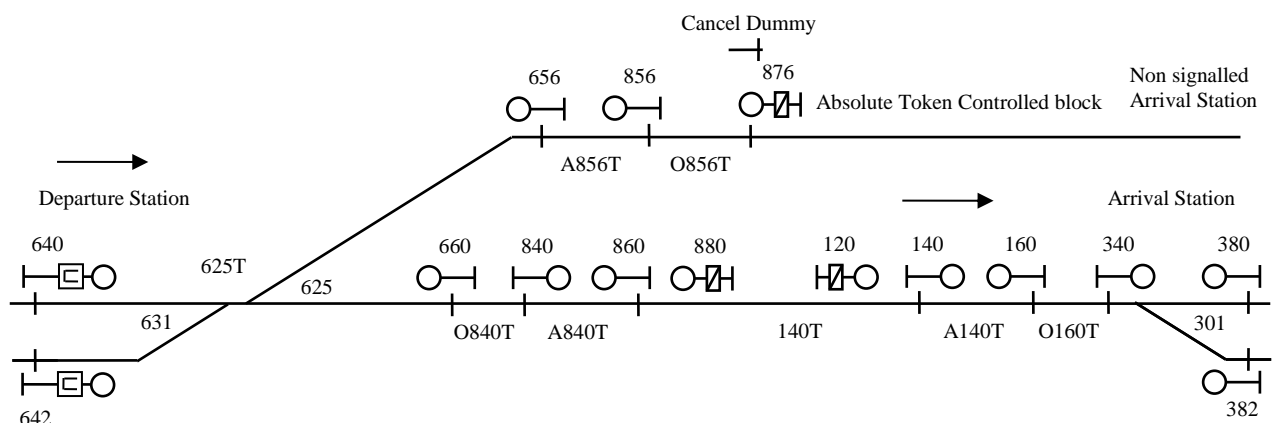 Cancel Dummy
656
856
876
Absolute Token Controlled block
Non signalled
Arrival Station
A856T
O856T
Departure Station
Arrival Station
640
625T
625
660
840
860
880
120
140
160
340
380
631
O840T
A840T
140T
A140T
O160T
301
642
382